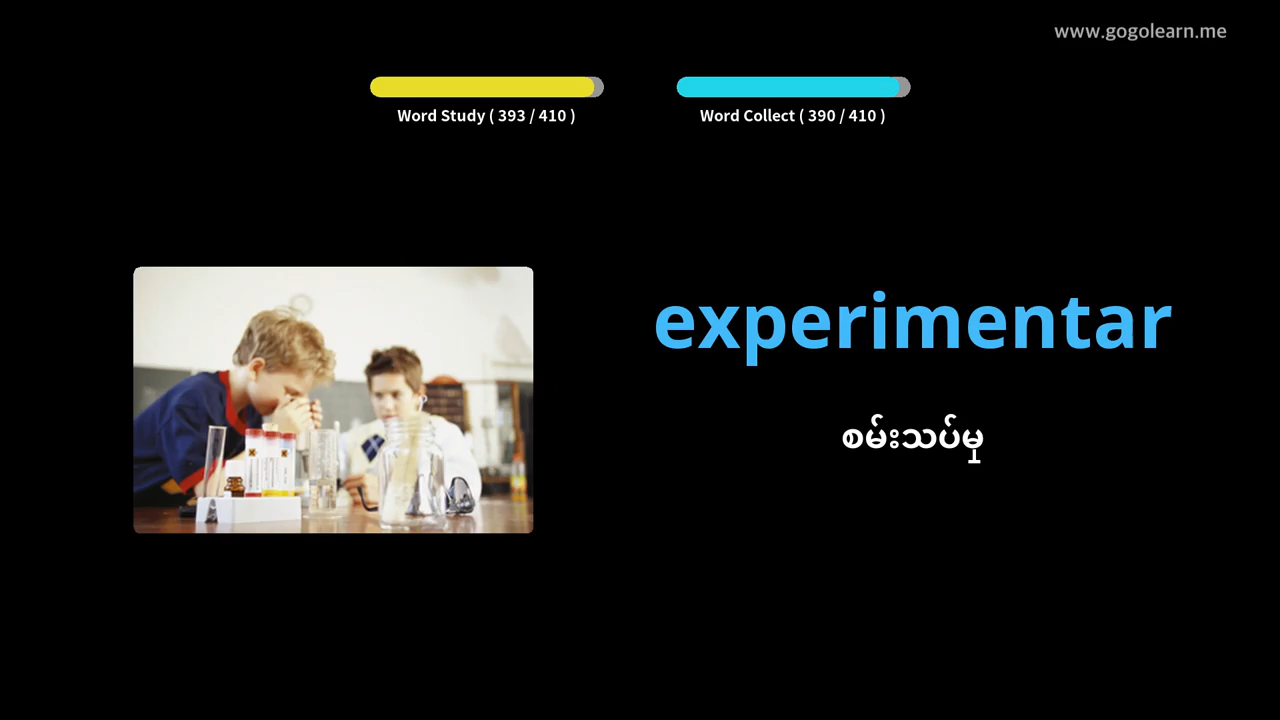 www.gogolearn.me
Word Study ( 393 / 410 )
Word Collect ( 390 / 410 )
experimentar
စမ်းသပ်မှု